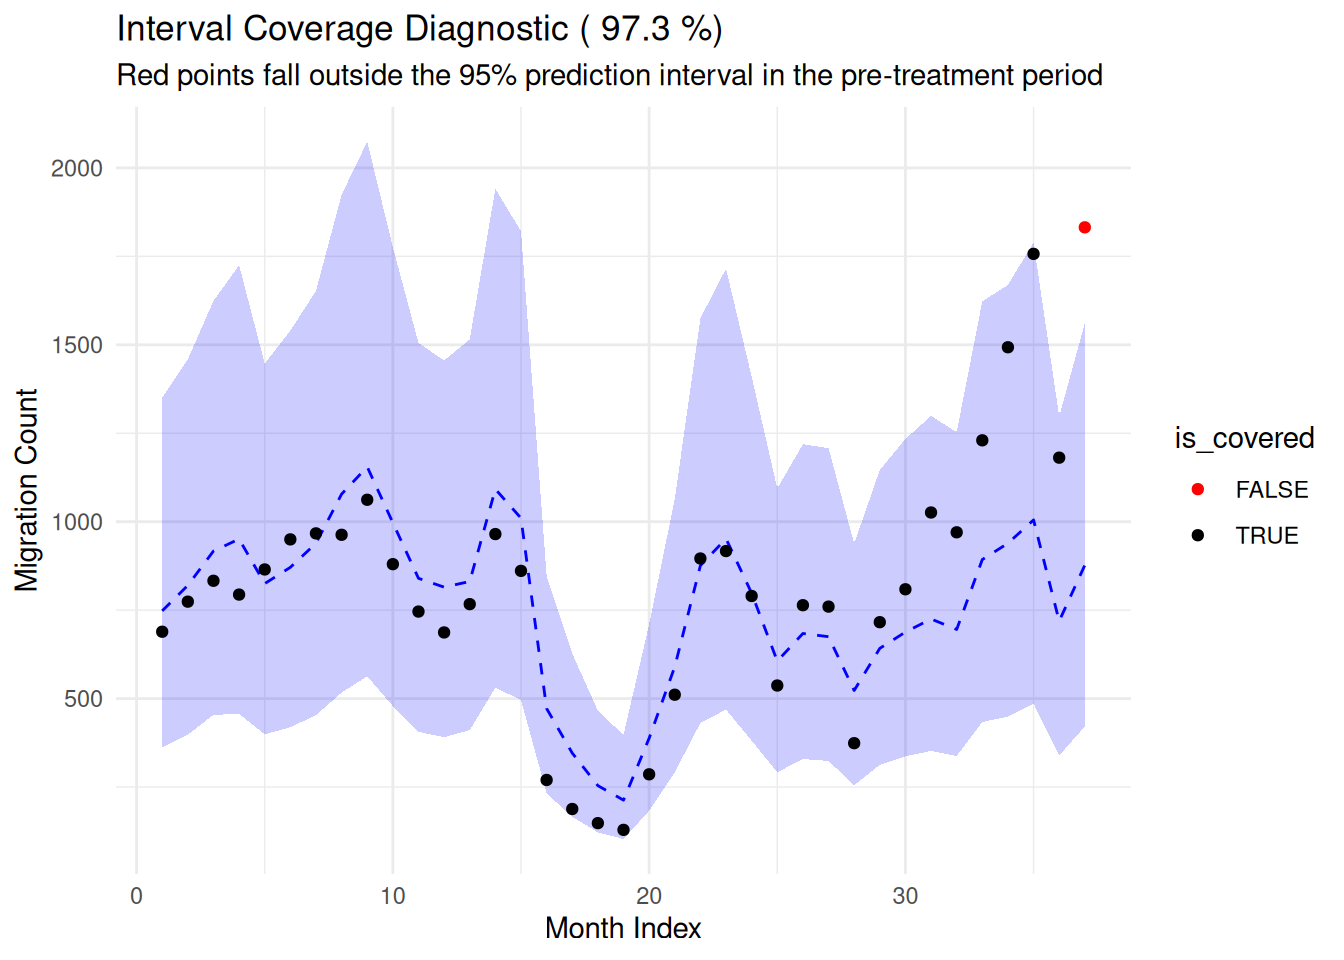 Interval Coverage Diagnostic ( 97.3 %)
Red points fall outside the 95% prediction interval in the pre-treatment period
Migration Count
2000
1500
1000
500
0
10
20
30
Month Index
is_covered
FALSE
TRUE